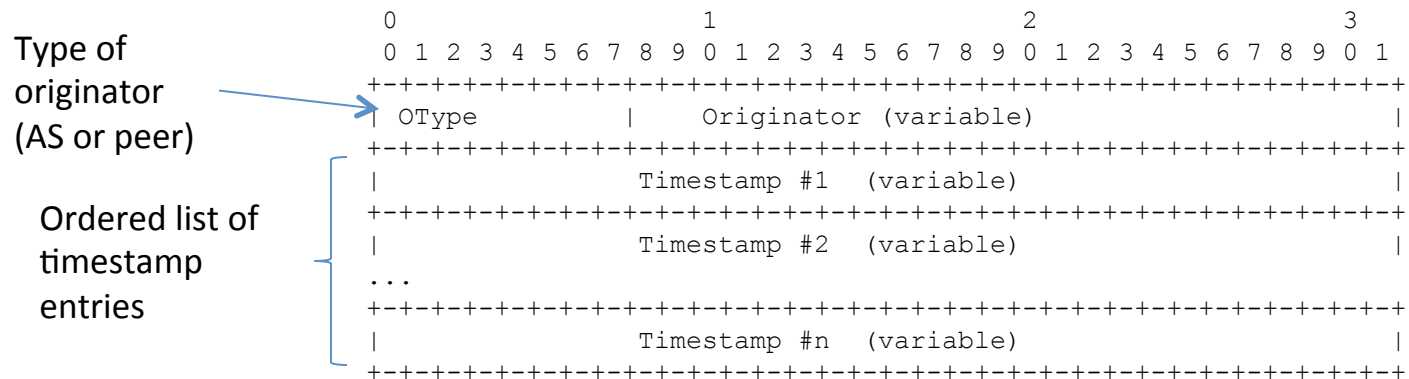 Type of
originator
(AS or peer)
Ordered list of
timestamp
entries
 0                   1                   2                   3
 0 1 2 3 4 5 6 7 8 9 0 1 2 3 4 5 6 7 8 9 0 1 2 3 4 5 6 7 8 9 0 1
+-+-+-+-+-+-+-+-+-+-+-+-+-+-+-+-+-+-+-+-+-+-+-+-+-+-+-+-+-+-+-+-+
| OType         |    Originator (variable)                       |
+-+-+-+-+-+-+-+-+-+-+-+-+-+-+-+-+-+-+-+-+-+-+-+-+-+-+-+-+-+-+-+-+
|                Timestamp #1  (variable)                        |
+-+-+-+-+-+-+-+-+-+-+-+-+-+-+-+-+-+-+-+-+-+-+-+-+-+-+-+-+-+-+-+-+
|                Timestamp #2  (variable)                        |
...
+-+-+-+-+-+-+-+-+-+-+-+-+-+-+-+-+-+-+-+-+-+-+-+-+-+-+-+-+-+-+-+-+
|                Timestamp #n  (variable)                        |
+-+-+-+-+-+-+-+-+-+-+-+-+-+-+-+-+-+-+-+-+-+-+-+-+-+-+-+-+-+-+-+-+